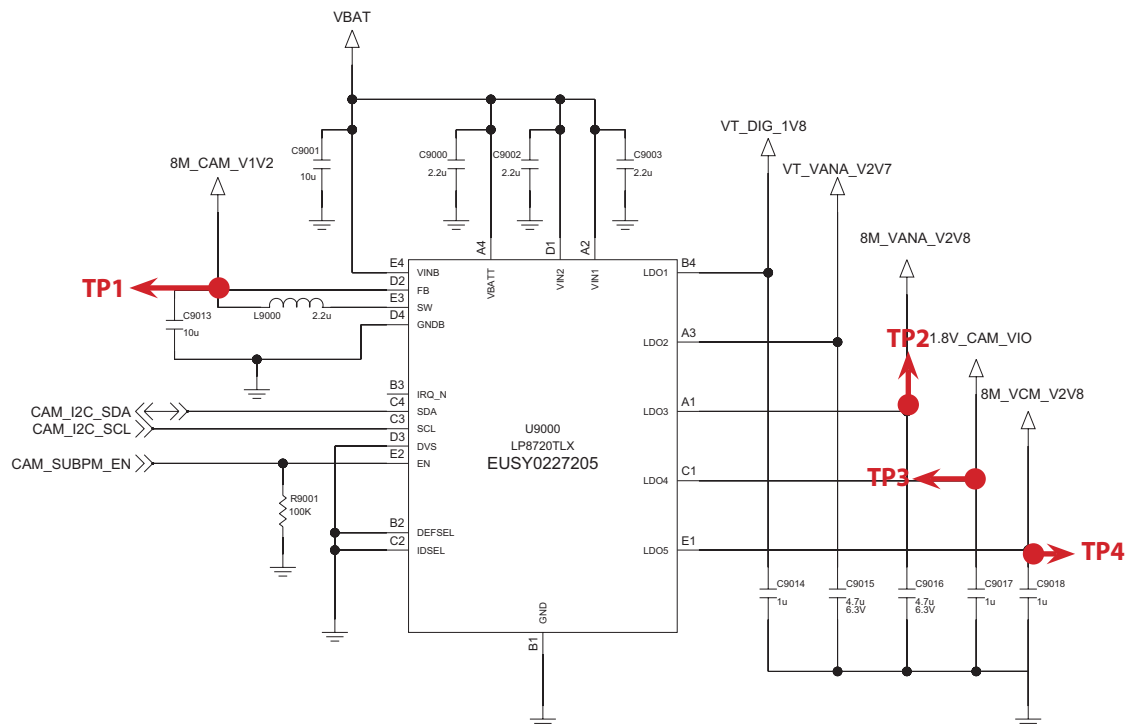 VBAT
8M_CAM_V1V2
C9001
10u
C9000
2.2u
C9002
2.2u
C9003
2.2u
VT_DIG_1V8
VT_VANA_V2V7
8M_VANA_V2V8
1.8V_CAM_VIO
8M_VCM_V2V8
A4
D1
A2
VBATT
VIN2
VIN1
E4
VINB
D2
FB
E3
SW
D4
GNDB
TP1
C9013
10u
L9000
2.2u
B3
IRQ_N
CAM_I2C_SDA
C4
SDA
CAM_I2C_SCL
C3
SCL
D3
DVS
CAM_SUBPM_EN
E2
EN
R9001
100K
B2
DEFSEL
C2
IDSEL
U9000
LP8720TLX
EUSY0227205
LDO1
B4
LDO2
A3
LDO3
A1
LDO4
C1
LDO5
E1
TP2
TP3
TP4
C9014
1u
C9015
4.7u
6.3V
C9016
4.7u
6.3V
C9017
1u
C9018
1u
GND
B1